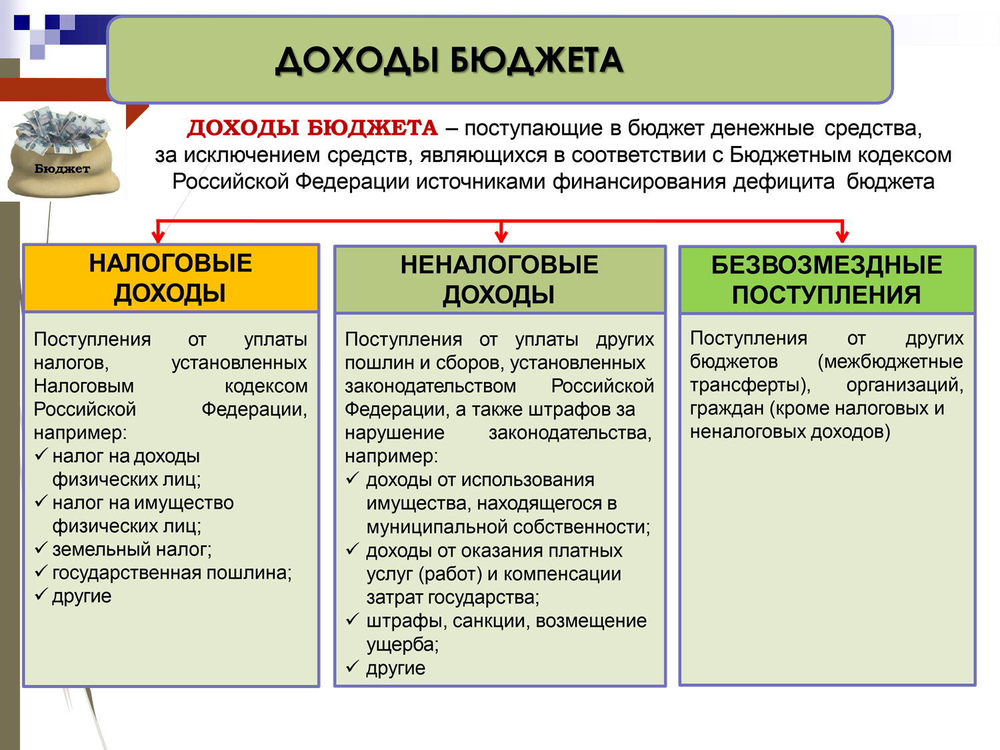 ДОХОДЫ БЮДЖЕТА
Бюджет
ДОХОДЫ БЮДЖЕТА – поступающие в бюджет денежные средства,
за исключением средств, являющихся в соответствии с Бюджетным кодексом
Российской Федерации источниками финансирования дефицита бюджета
НАЛОГОВЫЕ
ДОХОДЫ
Поступления от уплаты
налогов, установленных
Налоговым кодексом
Российской Федерации,
например:
✓ налог на доходы
физических лиц;
✓ налог на имущество
физических лиц;
✓ земельный налог;
✓ государственная пошлина;
✓ другие
НЕНАЛОГОВЫЕ
ДОХОДЫ
Поступления от уплаты других
пошлин и сборов, установленных
законодательством Российской
Федерации, а также штрафов за
нарушение законодательства,
например:
✓ доходы от использования
имущества, находящегося в
муниципальной собственности;
✓ доходы от оказания платных
услуг (работ) и компенсации
затрат государства;
✓ штрафы, санкции, возмещение
ущерба;
✓ другие
БЕЗВОЗМЕЗДНЫЕ
ПОСТУПЛЕНИЯ
Поступления от других
бюджетов (межбюджетные
трансферты), организаций,
граждан (кроме налоговых и
неналоговых доходов)